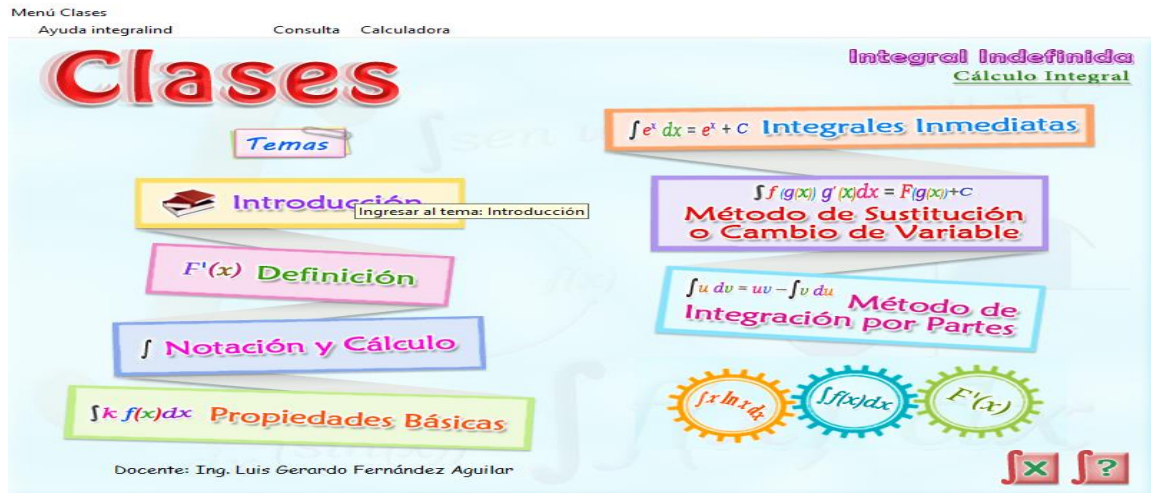 Menú Clases
Ayuda integralind Consulta Calculadora
Clases
Integral Indefinida
Cálculo Integral
Temas
Introducción
Ingresar al tema: Introducción
F'(x) Definición
∫ Notación y Cálculo
∫k f(x)dx Propiedades Básicas
∫eˣ dx = eˣ + C Integrales Inmediatas
∫f (g(x)) g' (x)dx = F(g(x))+C
Método de Sustitución
o Cambio de Variable
∫u dv = uv – ∫v du Método de
Integración por Partes
∫x ln x dx ∫f(x)dx F'(x)
Docente: Ing. Luis Gerardo Fernández Aguilar
∫X ∫?